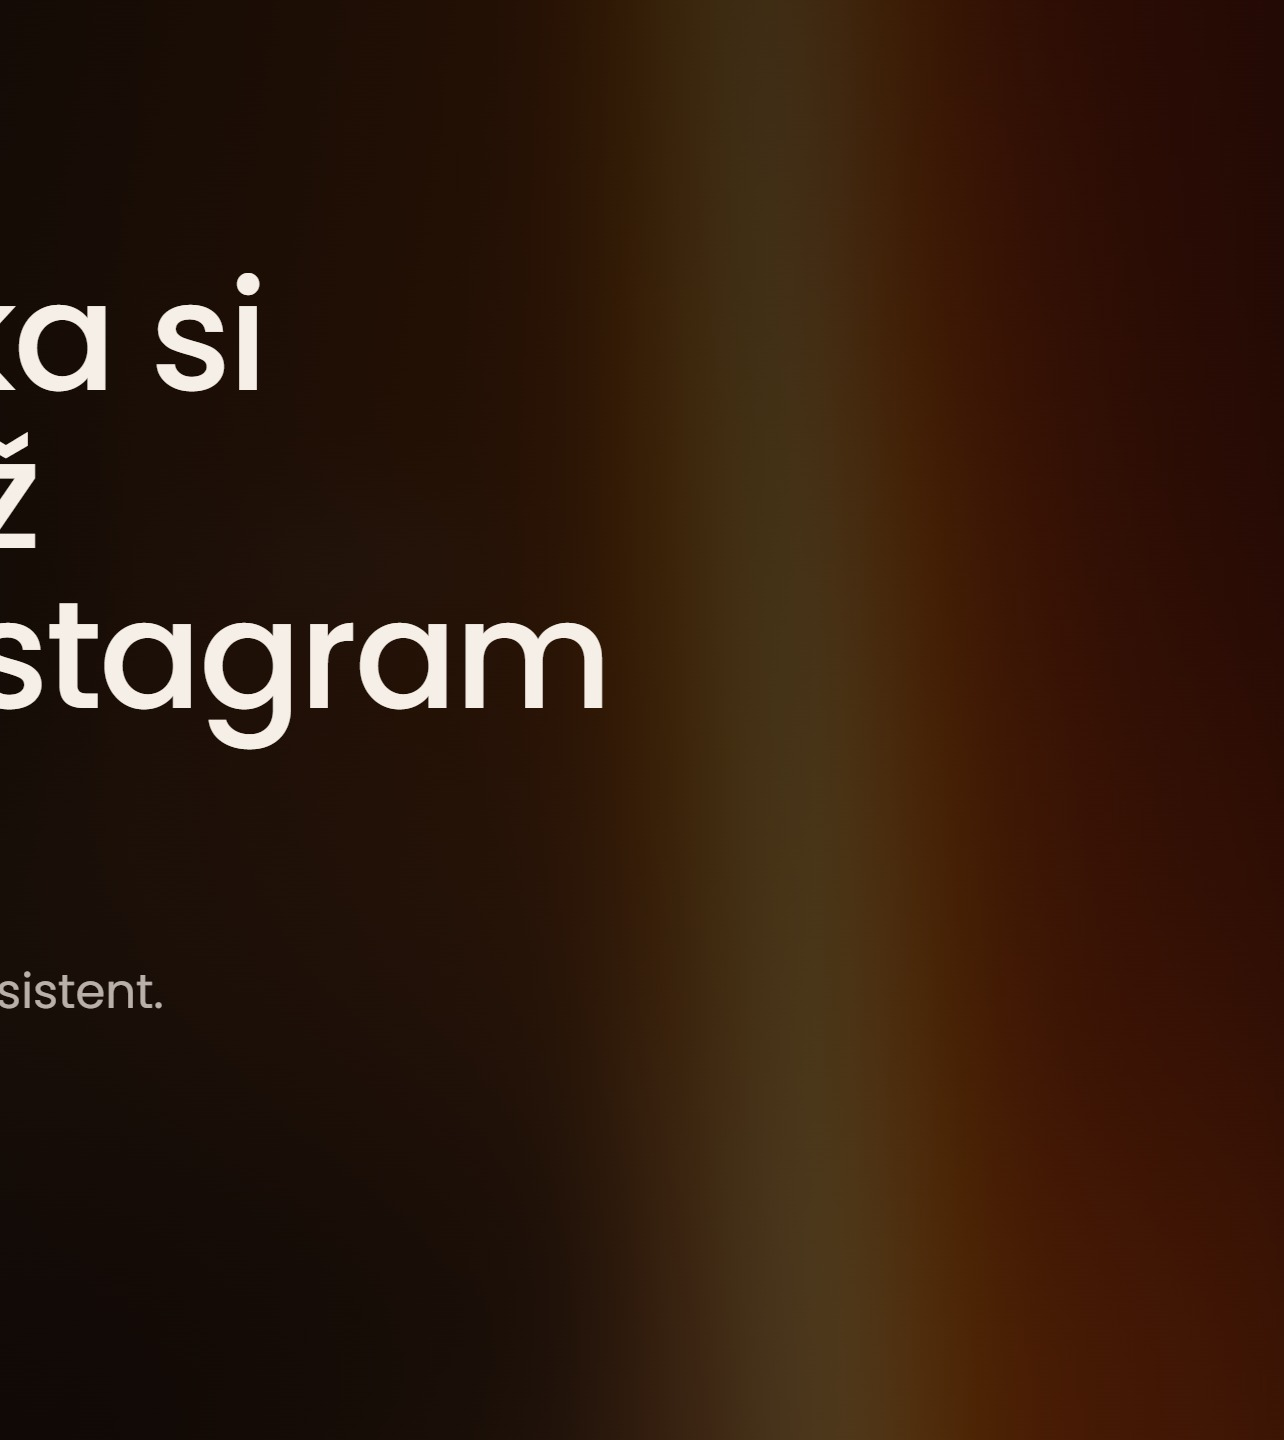 ka si
ž
stagram
sistent.